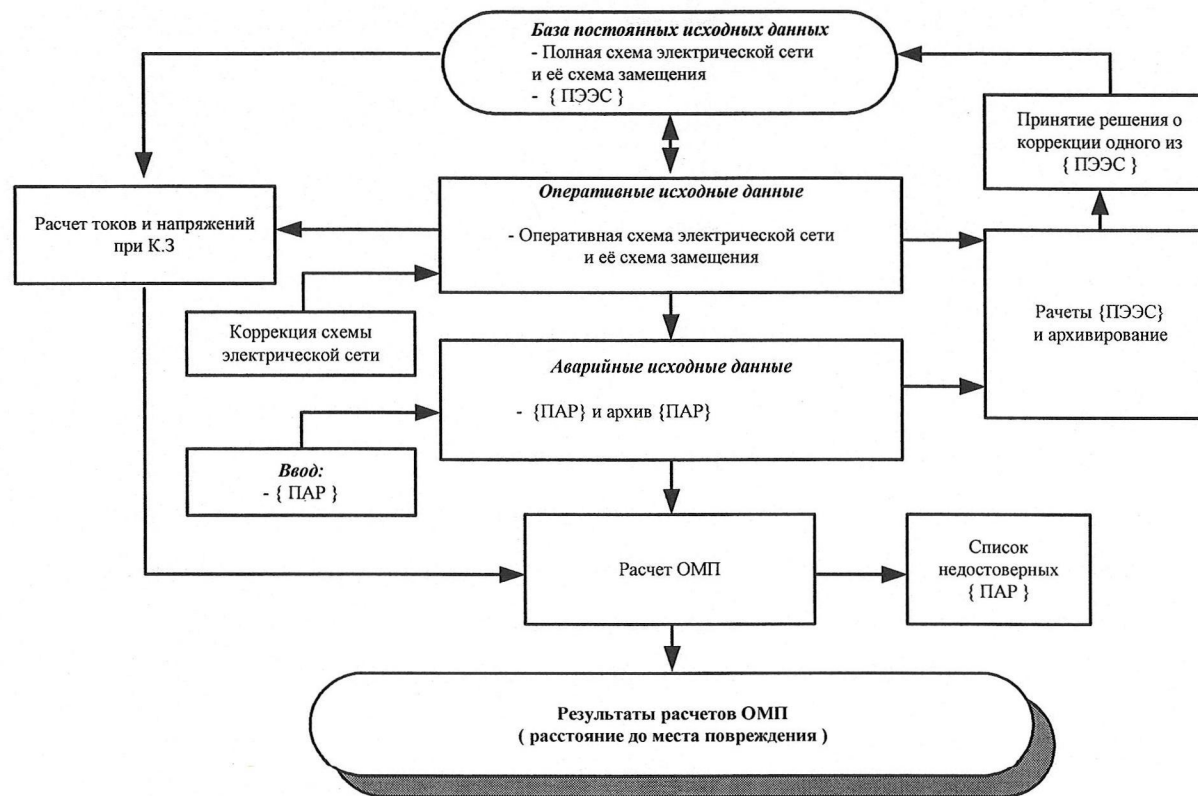 База постоянных исходных данных
- Полная схема электрической сети
и её схема замещения
- { ПЭЭС }
Принятие решения о
коррекции одного из
{ ПЭЭС }
Оперативные исходные данные
- Оперативная схема электрической сети
и её схема замещения
Расчет токов и напряжений
при К.З
Рачеты {ПЭЭС}
и архивирование
Коррекция схемы
электрической сети
Аварийные исходные данные
- {ПАР} и архив {ПАР}
Ввод:
- { ПАР }
Расчет ОМП
Список
недостоверных
{ ПАР }
Результаты расчетов ОМП
( расстояние до места повреждения )